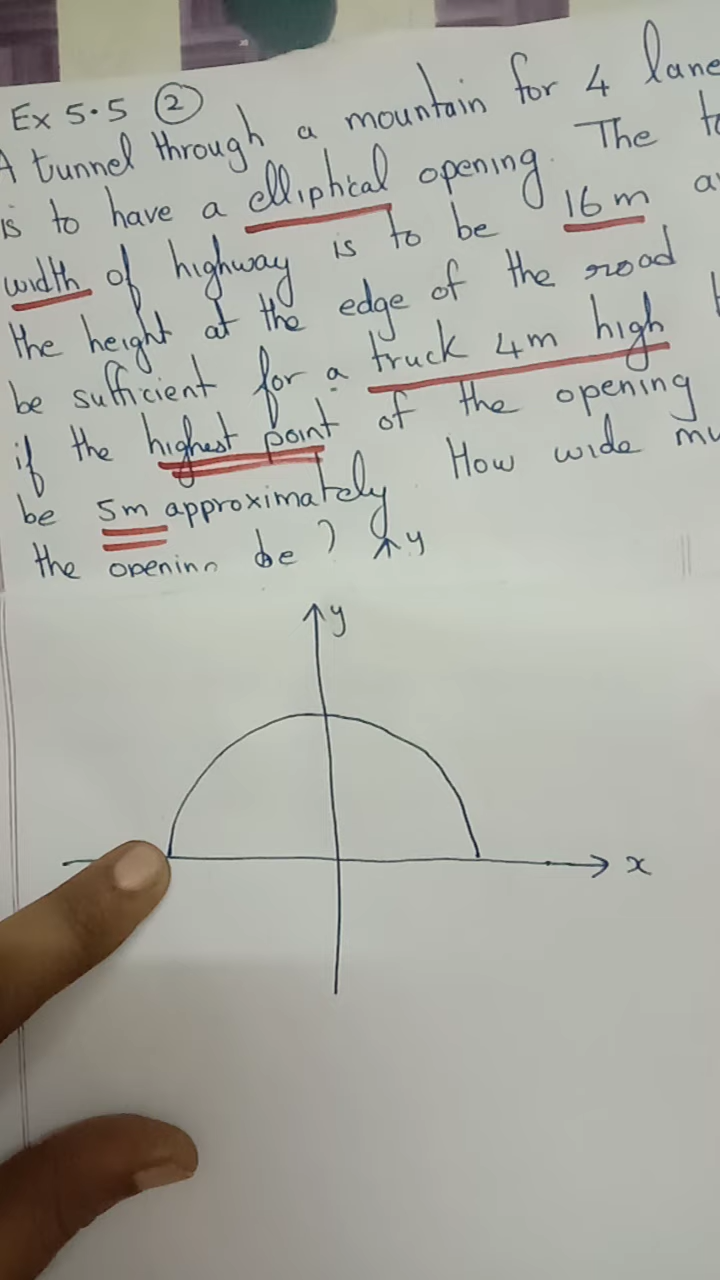 Ex 5.5 ②
A tunnel through a mountain for 4 lane
is to have a elliptical opening. The
width of highway is to be 16m
the height at the edge of the road
be sufficient for a truck 4m high
if the highest point of the opening
be 5m approximately. How wide
the opening be? y
y
x